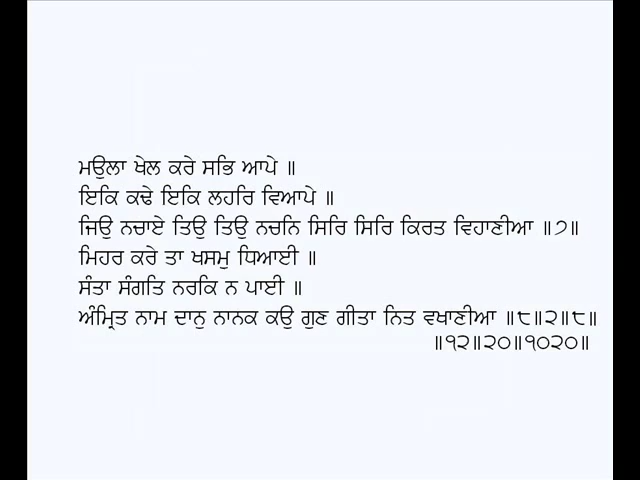 ਮਉਲਾ ਖੇਲ ਕਰੇ ਸਭਿ ਆਪੇ ॥
ਇਕਿ ਕਢੇ ਇਕਿ ਲਹਰਿ ਵਿਆਪੇ ॥
ਜਿਉ ਨਚਾਏ ਤਿਉ ਤਿਉ ਨਚਨਿ ਸਿਰਿ ਸਿਰਿ ਕਿਰਤ ਵਿਹਾਣੀਆ ॥੭॥
ਮਿਹਰ ਕਰੇ ਤਾ ਖਸਮੁ ਧਿਆਈ ॥
ਸੰਤਾ ਸੰਗਤਿ ਨਰਕਿ ਨ ਪਾਈ ॥
ਅੰਮ੍ਰਿਤ ਨਾਮ ਦਾਨੁ ਨਾਨਕ ਕਉ ਗੁਣ ਗੀਤਾ ਨਿਤ ਵਖਾਣੀਆ ॥੮॥੨॥੮॥
॥੧੨॥੨੦॥੧੦੨੦॥